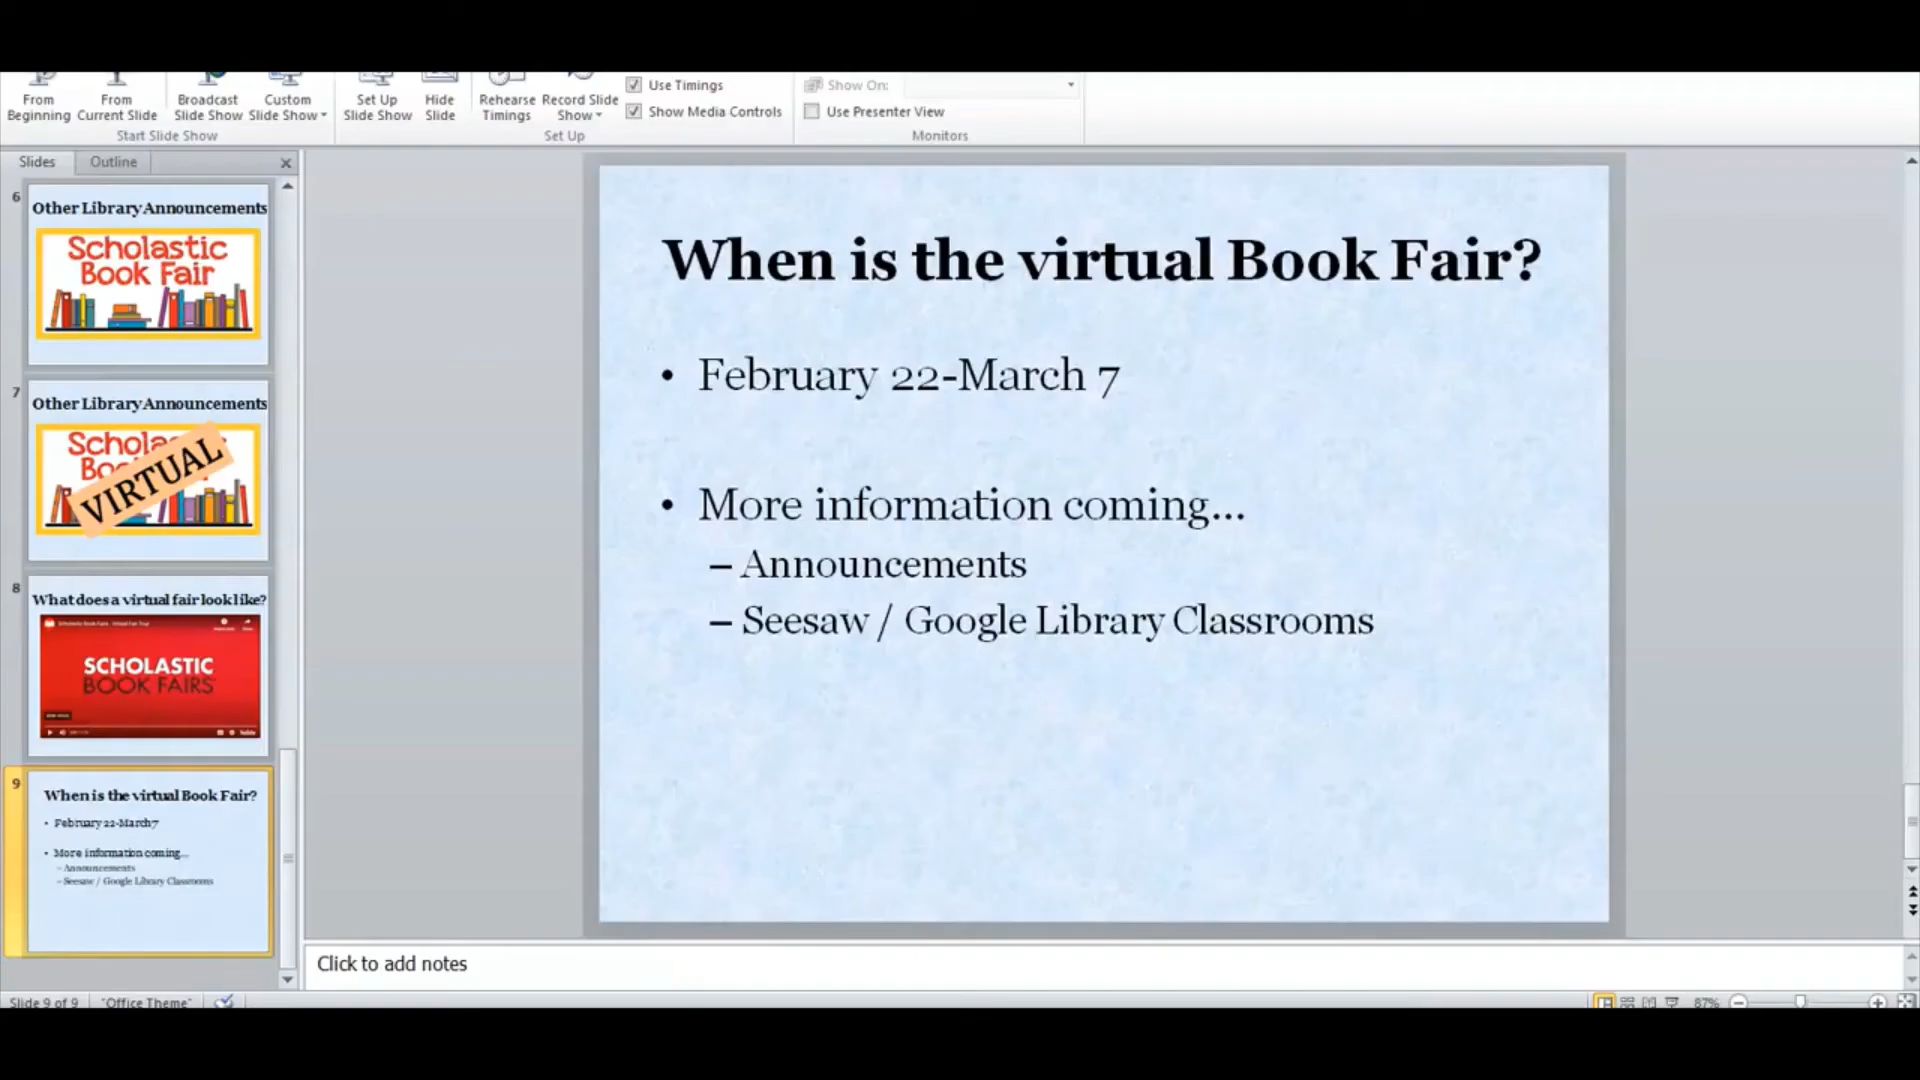 From
Beginning
From
Current Slide
Broadcast
Slide Show
Custom
Slide Show
Start Slide Show
Set Up
Slide Show
Hide
Slide
Rehearse
Timings
Record Slide
Show
Use Timings
Show Media Controls
Set Up
Show On:
Use Presenter View
Monitors
Slides
Outline
6
Other Library Announcements
Scholastic
Book Fair
7
Other Library Announcements
VIRTUAL
8
What does a virtual fair look like?
SCHOLASTIC
BOOK FAIRS
9
When is the virtual Book Fair?
• February 22-March 7
• More information coming...
– Announcements
– Seesaw / Google Library Classrooms
When is the virtual Book Fair?
• February 22-March 7
• More information coming...
– Announcements
– Seesaw / Google Library Classrooms
Click to add notes
Slide 9 of 9
"Office Theme"
87%